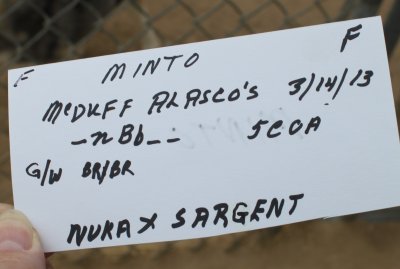 F MINTO F
McDUFF ALASCO'S 3/14/13
-nBb-- 5COA
G/W BR/BR
NUKA X SARGENT